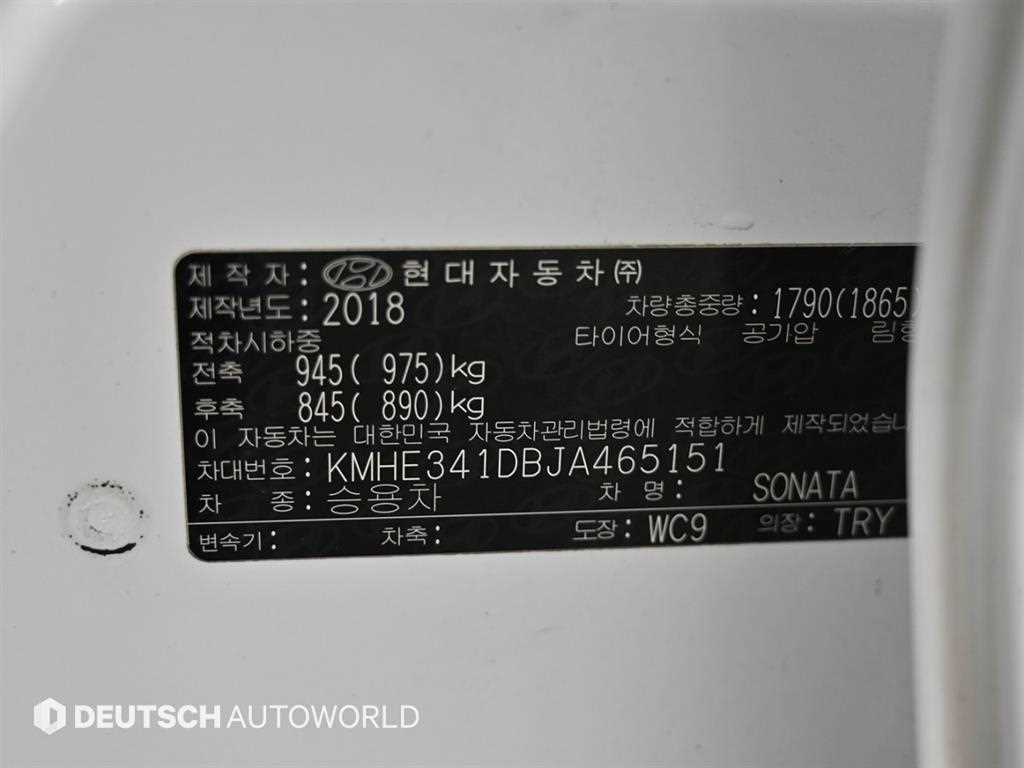 제 작 자 : 현 대 자 동 차 (주)
제작년도 : 2018 차량총중량 : 1790(1865)
적차시하중 타이어형식 공기압 림형
전축 945( 975)kg
후축 845( 890)kg
이 자동차는 대한민국 자동차관리법령에 적합하게 제작되었습
차대번호 : KMHE341DBJA465151
차 종 : 승용차 차 명 : SONATA
변속기 : 차축 : 도장 : WC9 의장 : TRY
DEUTSCH AUTOWORLD